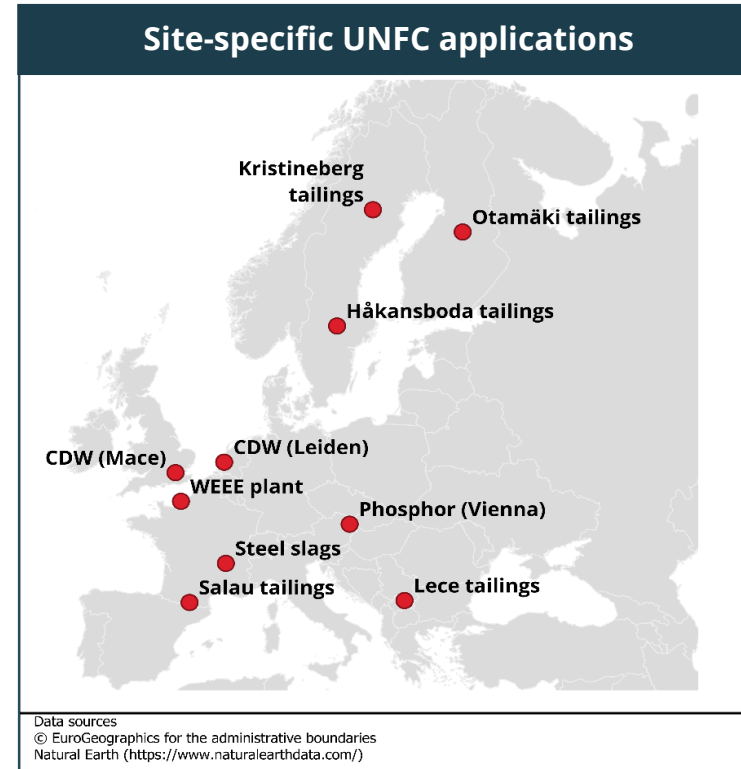 Site-specific UNFC applications
Kristineberg
tailings
Otamäki tailings
Håkansboda tailings
CDW (Mace)
CDW (Leiden)
WEEE plant
Phosphor (Vienna)
Steel slags
Salau tailings
Lece tailings
Data sources
© EuroGeographics for the administrative boundaries
Natural Earth (https://www.naturalearthdata.com/)